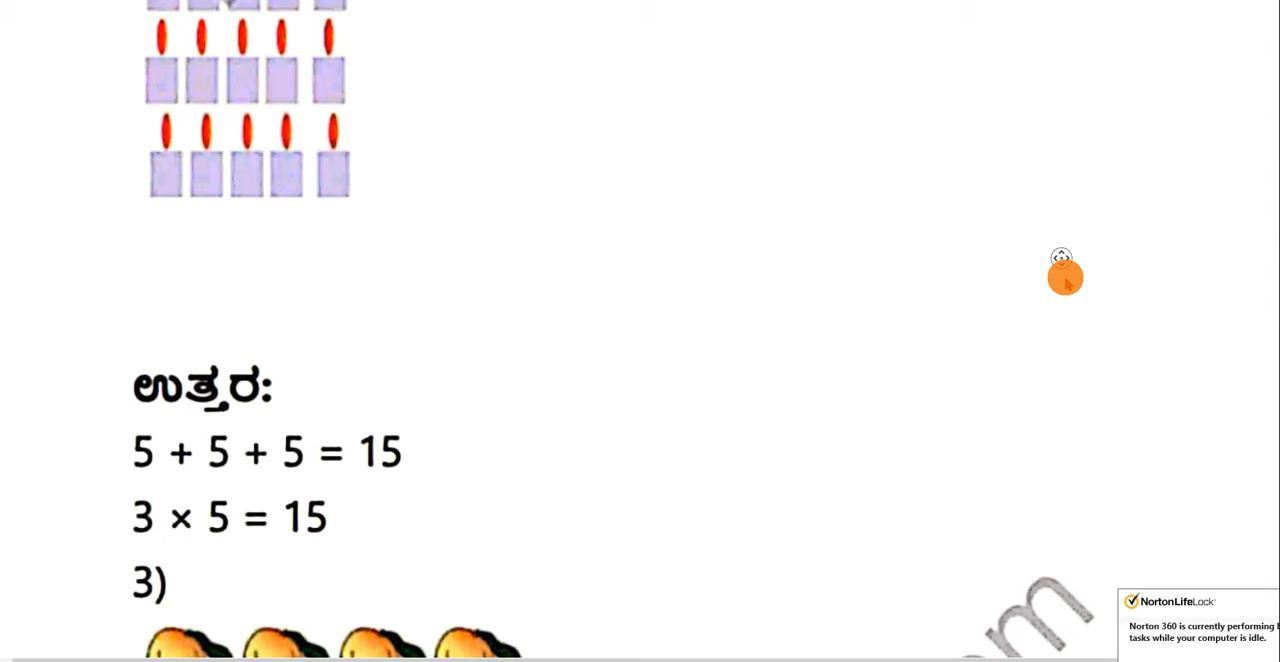 ಉತ್ತರ:
5 + 5 + 5 = 15
3 × 5 = 15
3)
om
NortonLifeLock
Norton 360 is currently performing
tasks while your computer is idle.